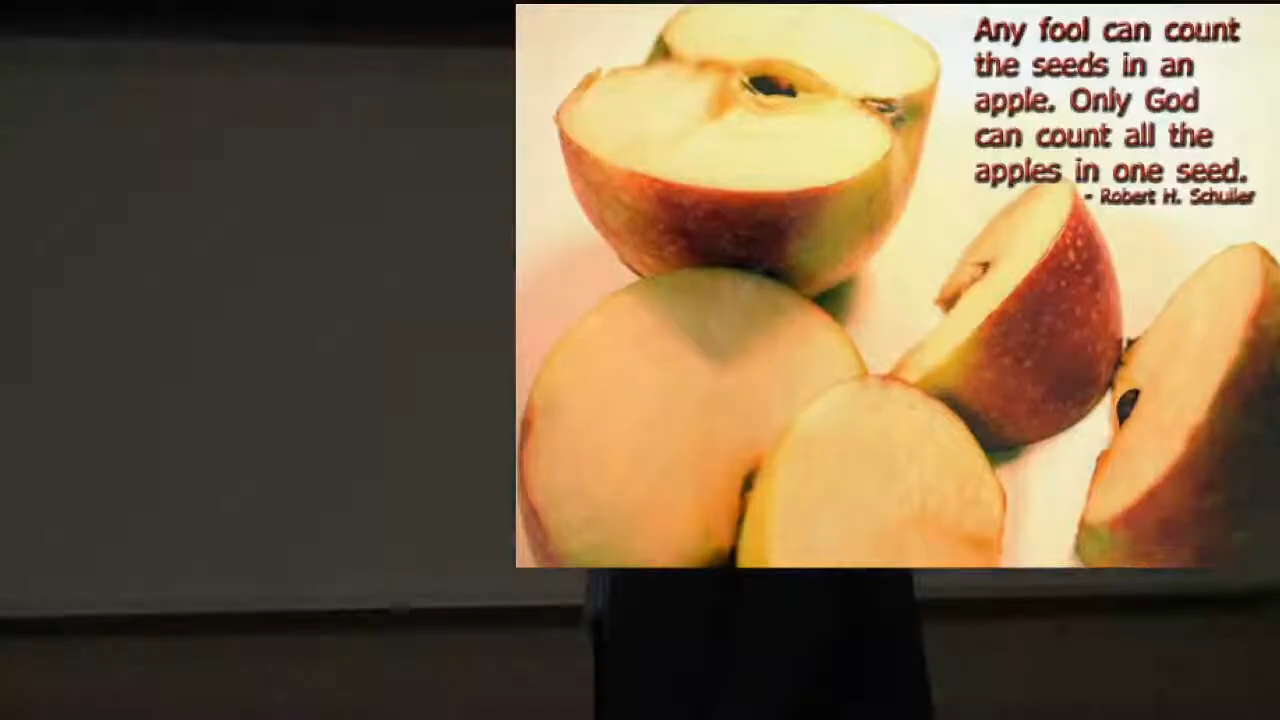 Any fool can count
the seeds in an
apple. Only God
can count all the
apples in one seed.
- Robert H. Schuller